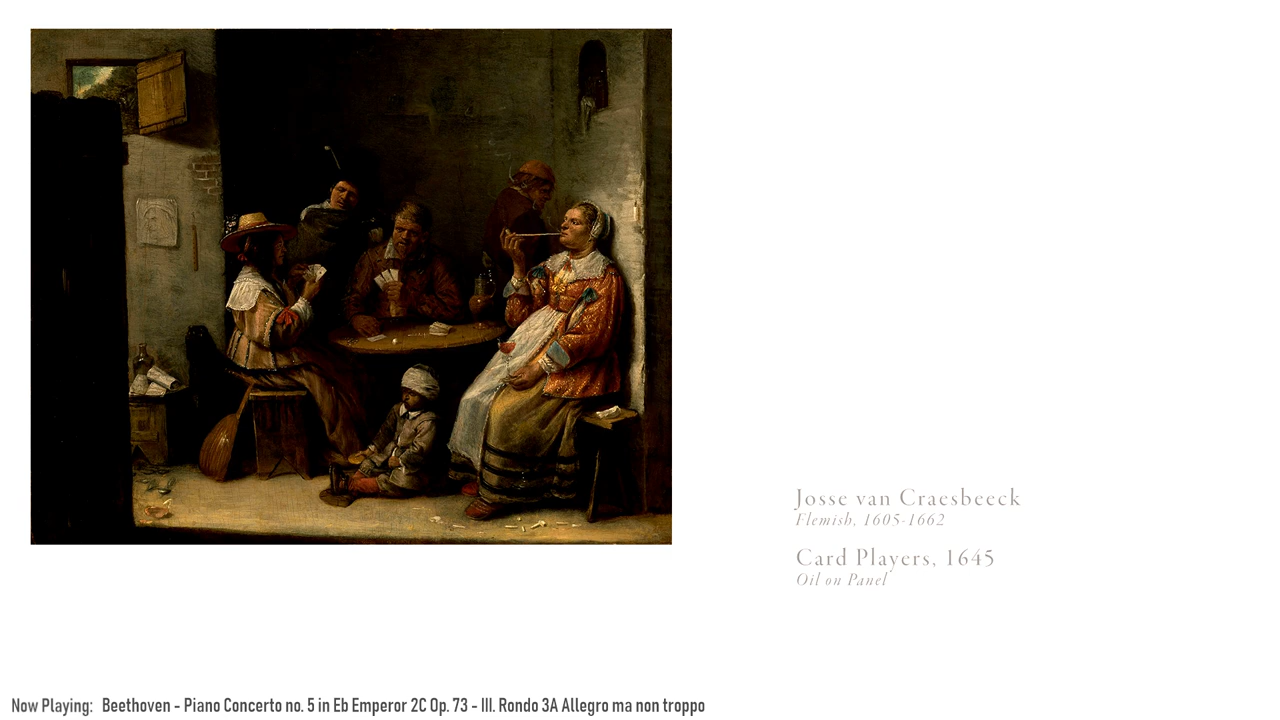 Josse van Craesbeeck
Flemish, 1605-1662
Card Players, 1645
Oil on Panel
Now Playing: Beethoven - Piano Concerto no. 5 in Eb Emperor 2C Op. 73 - III. Rondo 3A Allegro ma non troppo